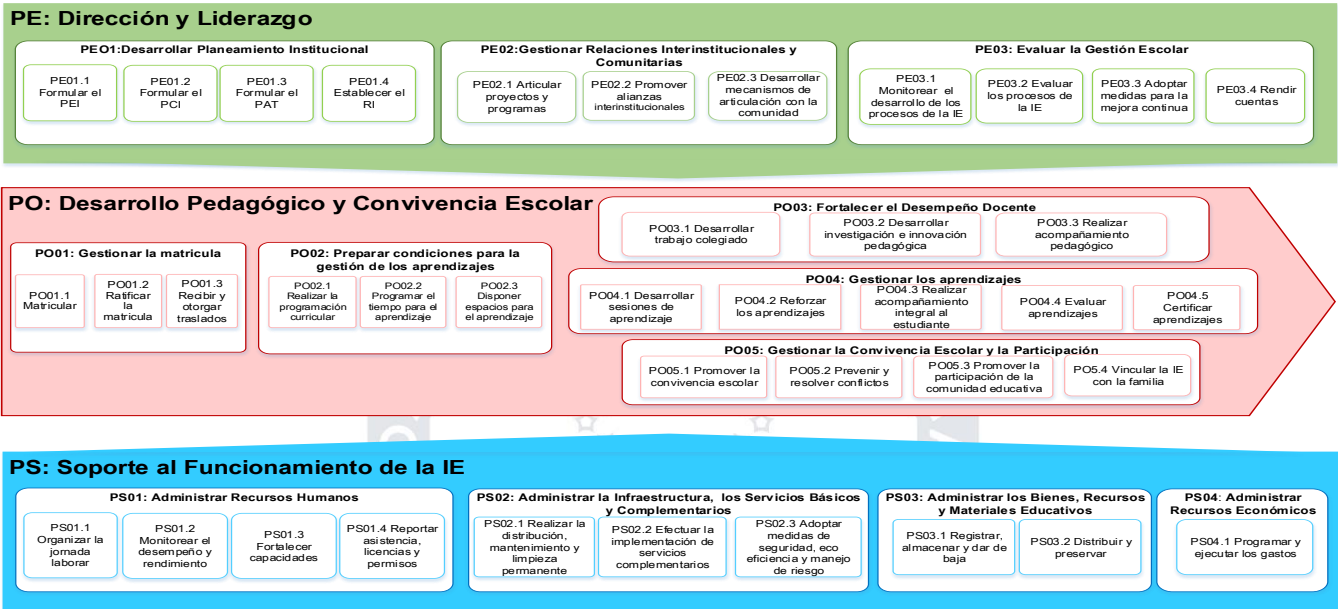 PE: Dirección y Liderazgo
PEO1:Desarrollar Planeamiento Institucional
PE01.1
Formular el
PEI
PE01.2
Formular el
PCI
PE01.3
Formular el
PAT
PE01.4
Establecer el
RI
PE02:Gestionar Relaciones Interinstitucionales y
Comunitarias
PE02.1 Articular
proyectos y
programas
PE02.2 Promover
alianzas
interinstitucionales
PE02.3 Desarrollar
mecanismos de
articulación con la
comunidad
PE03: Evaluar la Gestión Escolar
PE03.1
Monitorear el
desarrollo de los
procesos de la IE
PE03.2 Evaluar
los procesos de
la IE
PE03.3 Adoptar
medidas para la
mejora continua
PE03.4 Rendir
cuentas
PO: Desarrollo Pedagógico y Convivencia Escolar
PO01: Gestionar la matricula
PO01.1
Matricular
PO01.2
Ratificar
la
matricula
PO01.3
Recibir y
otorgar
traslados
PO02: Preparar condiciones para la
gestión de los aprendizajes
PO02.1
Realizar la
programación
curricular
PO02.2
Programar el
tiempo para el
aprendizaje
PO02.3
Disponer
espacios para
el aprendizaje
PO03: Fortalecer el Desempeño Docente
PO03.1 Desarrollar
trabajo colegiado
PO03.2 Desarrollar
investigación e innovación
pedagógica
PO03.3 Realizar
acompañamiento
pedagógico
PO04: Gestionar los aprendizajes
PO04.1 Desarrollar
sesiones de
aprendizaje
PO04.2 Reforzar
los aprendizajes
PO04.3 Realizar
acompañamiento
integral al
estudiante
PO04.4 Evaluar
aprendizajes
PO04.5
Certificar
aprendizajes
PO05: Gestionar la Convivencia Escolar y la Participación
PO05.1 Promover la
convivencia escolar
PO05.2 Prevenir y
resolver conflictos
PO05.3 Promover la
participación de la
comunidad educativa
PO5.4 Vincular la IE
con la familia
PS: Soporte al Funcionamiento de la IE
PS01: Administrar Recursos Humanos
PS01.1
Organizar la
jornada
laborar
PS01.2
Monitorear el
desempeño y
rendimiento
PS01.3
Fortalecer
capacidades
PS01.4 Reportar
asistencia,
licencias y
permisos
PS02: Administrar la Infraestructura, los Servicios Básicos
y Complementarios
PS02.1 Realizar la
distribución,
mantenimiento y
limpieza
permanente
PS02.2 Efectuar la
implementación de
servicios
complementarios
PS02.3 Adoptar
medidas de
seguridad, eco
eficiencia y manejo
de riesgo
PS03: Administrar los Bienes, Recursos
y Materiales Educativos
PS03.1 Registrar,
almacenar y dar de
baja
PS03.2 Distribuir y
preservar
PS04: Administrar
Recursos Económicos
PS04.1 Programar y
ejecutar los gastos